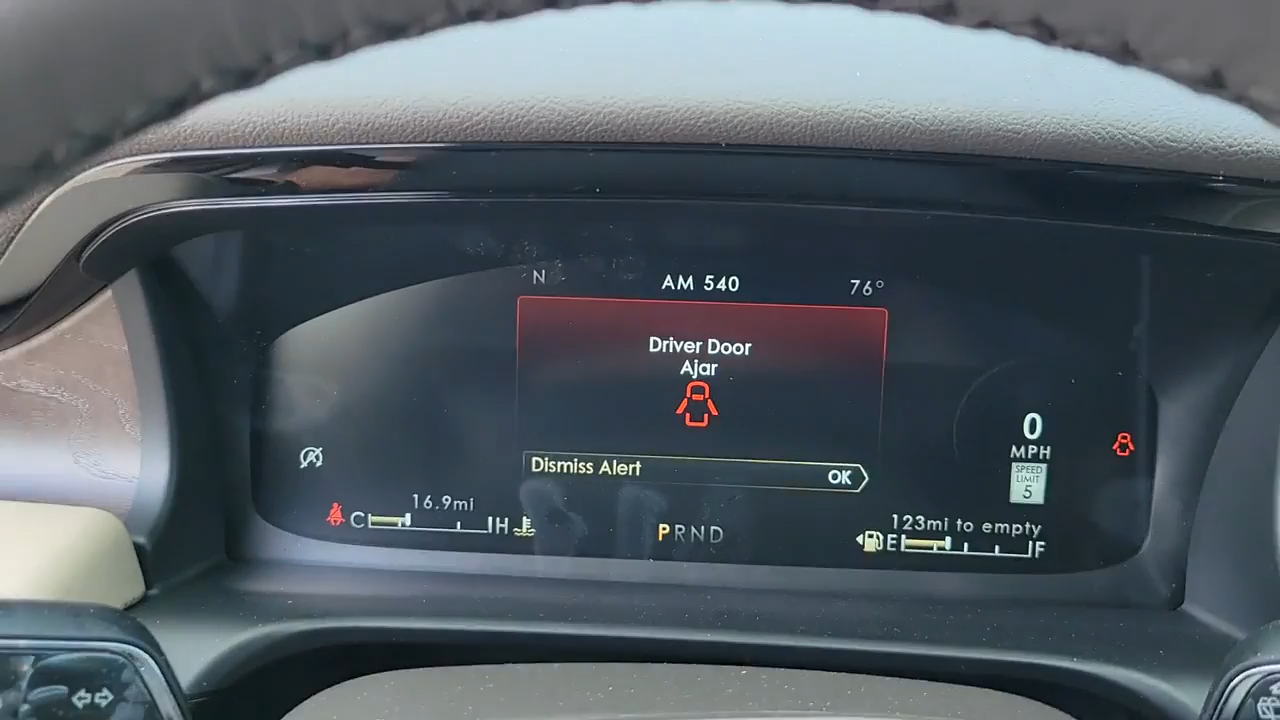 N
AM 540
76°
Driver Door
Ajar
Dismiss Alert
OK
0
MPH
SPEED
LIMIT
5
16.9mi
C
H
PRND
123mi to empty
E
F